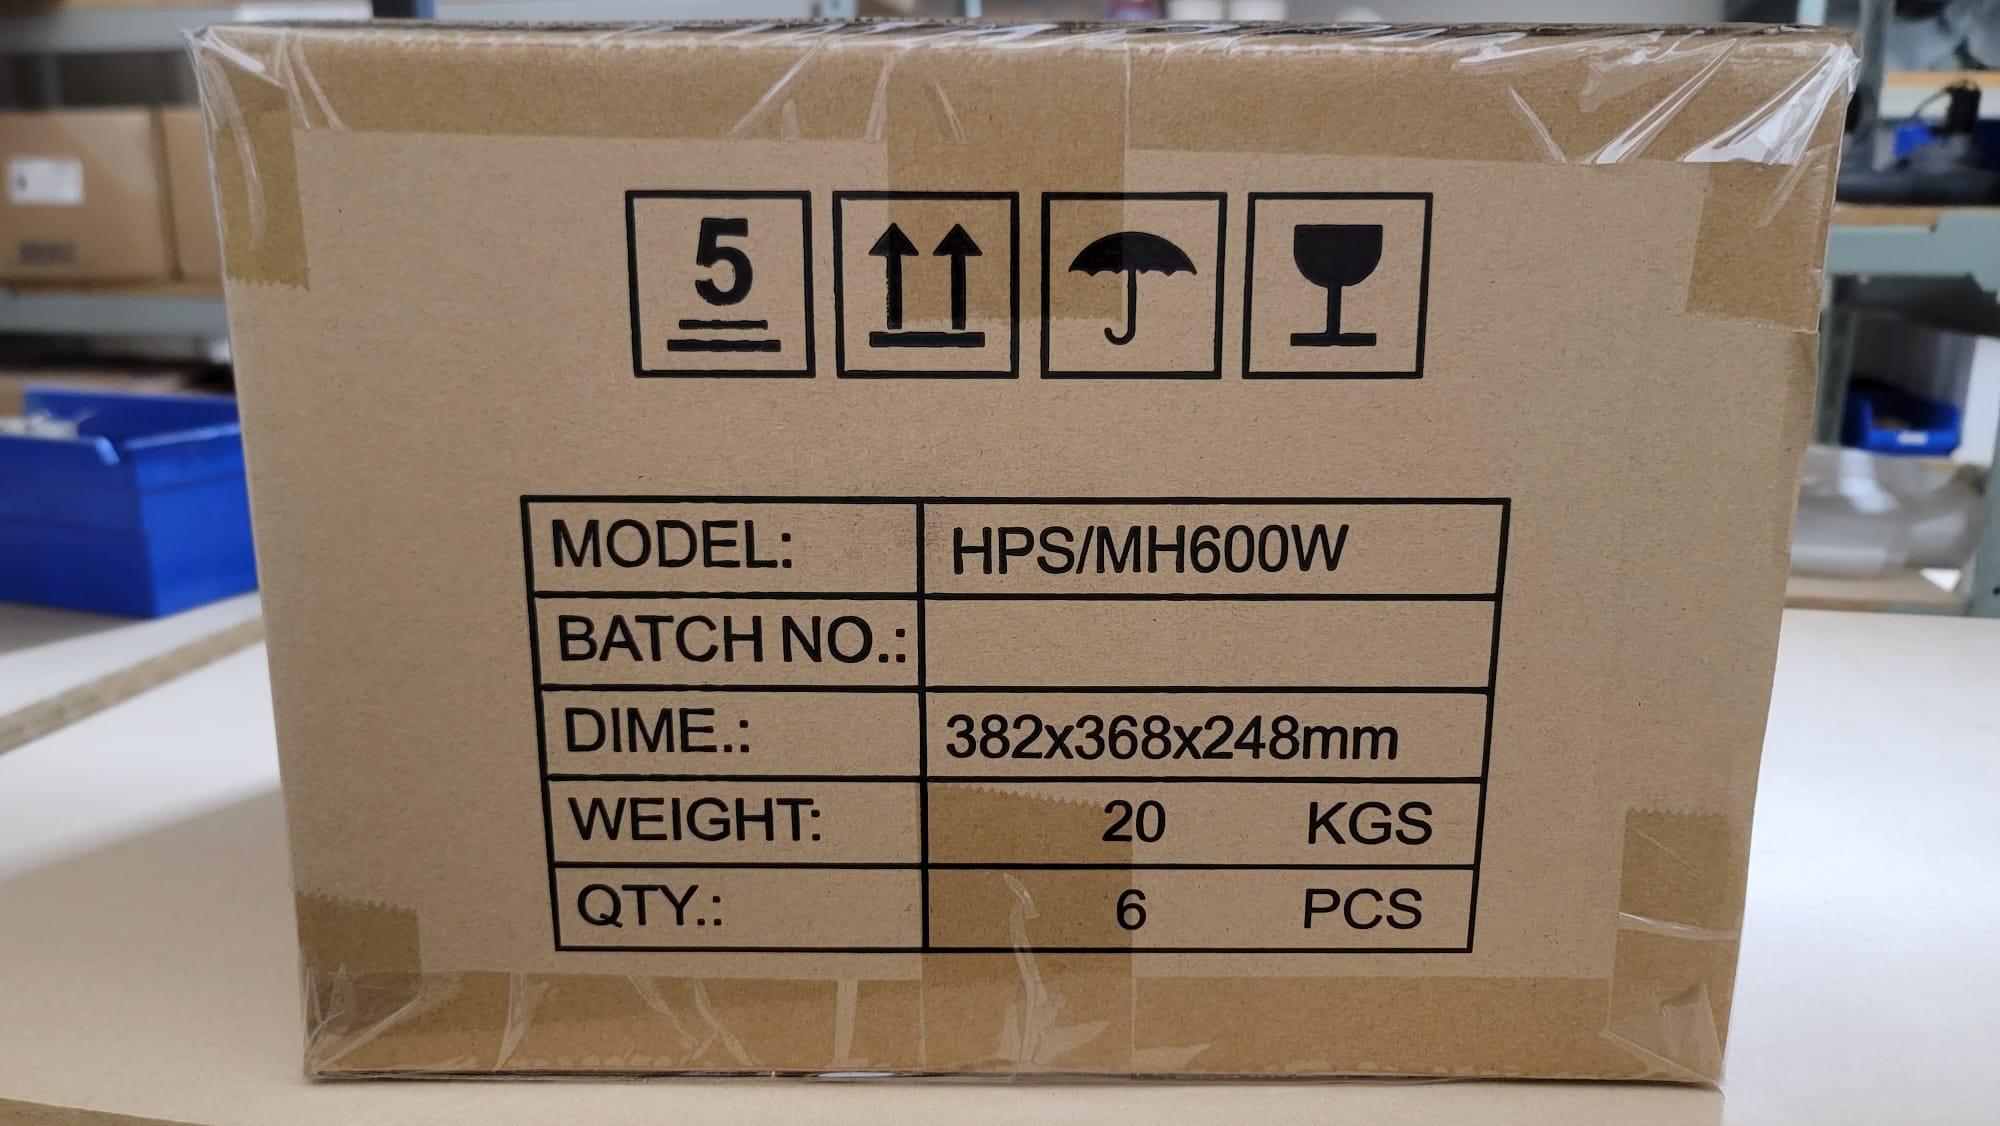 5
MODEL: HPS/MH600W
BATCH NO.:
DIME.: 382x368x248mm
WEIGHT: 20 KGS
QTY.: 6 PCS